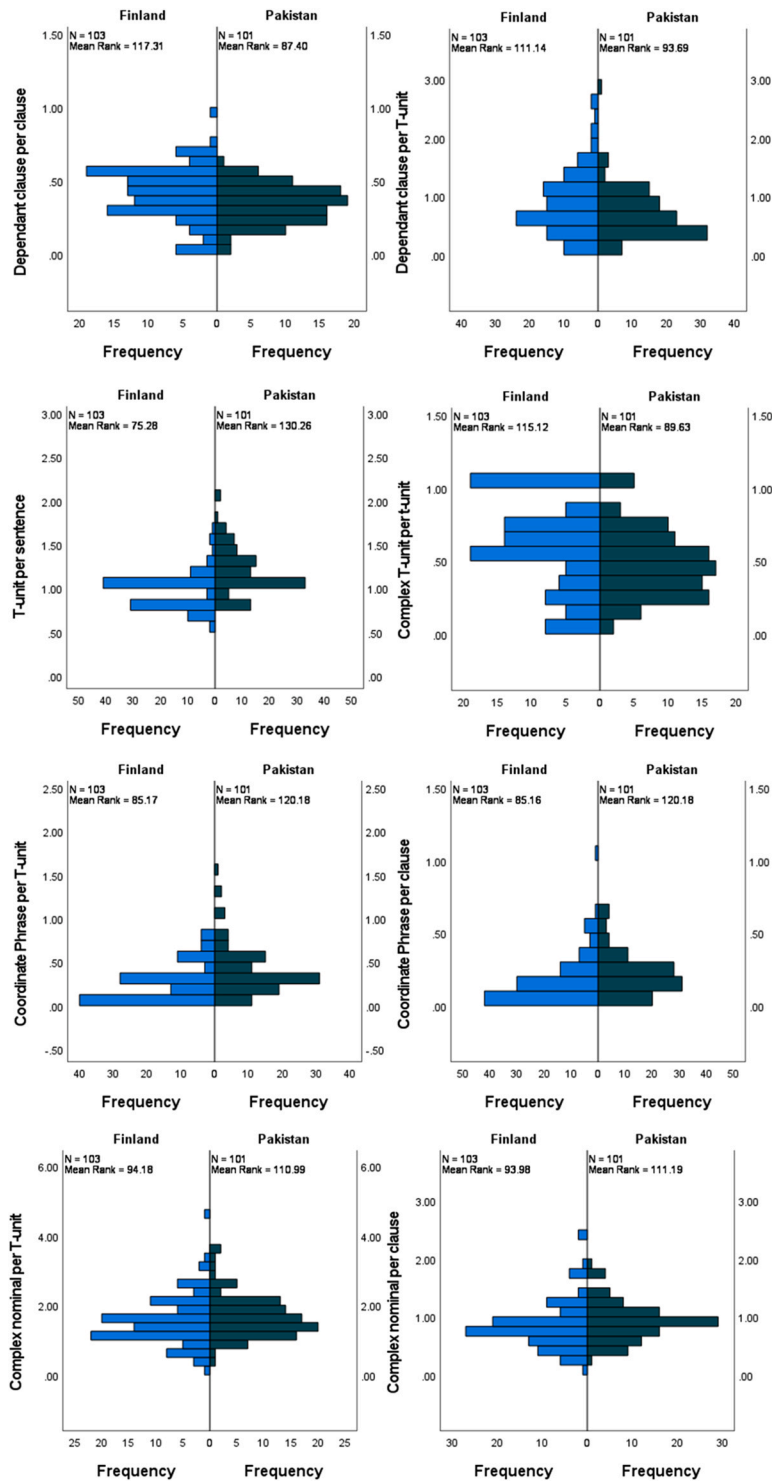 Finland Pakistan
N = 103 N = 101
Mean Rank = 117.31 Mean Rank = 87.40
Dependant clause per clause
1.50 1.50
1.00 1.00
.50 .50
.00 .00
20 15 10 5 0 5 10 15 20
Frequency Frequency
Finland Pakistan
N = 103 N = 101
Mean Rank = 111.14 Mean Rank = 93.69
Dependant clause per T-unit
3.00 3.00
2.00 2.00
1.00 1.00
0.00 0.00
40 30 20 10 0 10 20 30 40
Frequency Frequency
Finland Pakistan
N = 103 N = 101
Mean Rank = 75.28 Mean Rank = 130.26
T-unit per sentence
3.00 3.00
2.50 2.50
2.00 2.00
1.50 1.50
1.00 1.00
.50 .50
.00 .00
50 40 30 20 10 0 10 20 30 40 50
Frequency Frequency
Finland Pakistan
N = 103 N = 101
Mean Rank = 115.12 Mean Rank = 89.63
Complex T-unit per t-unit
1.50 1.50
1.00 1.00
.50 .50
.00 .00
20 15 10 5 0 5 10 15 20
Frequency Frequency
Finland Pakistan
N = 103 N = 101
Mean Rank = 85.17 Mean Rank = 120.18
Coordinate Phrase per T-unit
2.50 2.50
2.00 2.00
1.50 1.50
1.00 1.00
.50 .50
.00 .00
-.50 -.50
40 30 20 10 0 10 20 30 40
Frequency Frequency
Finland Pakistan
N = 103 N = 101
Mean Rank = 85.16 Mean Rank = 120.18
Coordinate Phrase per clause
1.50 1.50
1.00 1.00
.50 .50
.00 .00
50 40 30 20 10 0 10 20 30 40 50
Frequency Frequency
Finland Pakistan
N = 103 N = 101
Mean Rank = 94.18 Mean Rank = 110.99
Complex nominal per T-unit
6.00 6.00
4.00 4.00
2.00 2.00
.00 .00
25 20 15 10 5 0 5 10 15 20 25
Frequency Frequency
Finland Pakistan
N = 103 N = 101
Mean Rank = 93.98 Mean Rank = 111.19
Complex nominal per clause
3.00 3.00
2.00 2.00
1.00 1.00
.00 .00
30 20 10 0 10 20 30
Frequency Frequency